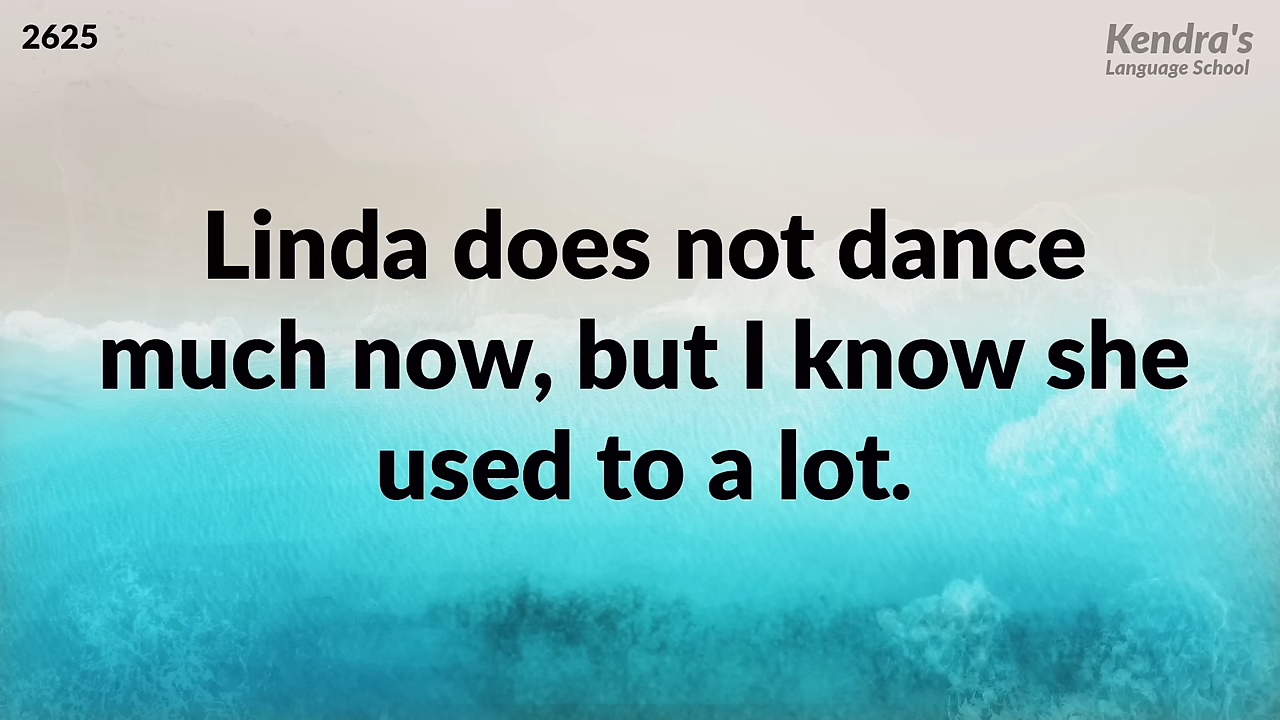 2625
Kendra's
Language School
Linda does not dance
much now, but I know she
used to a lot.